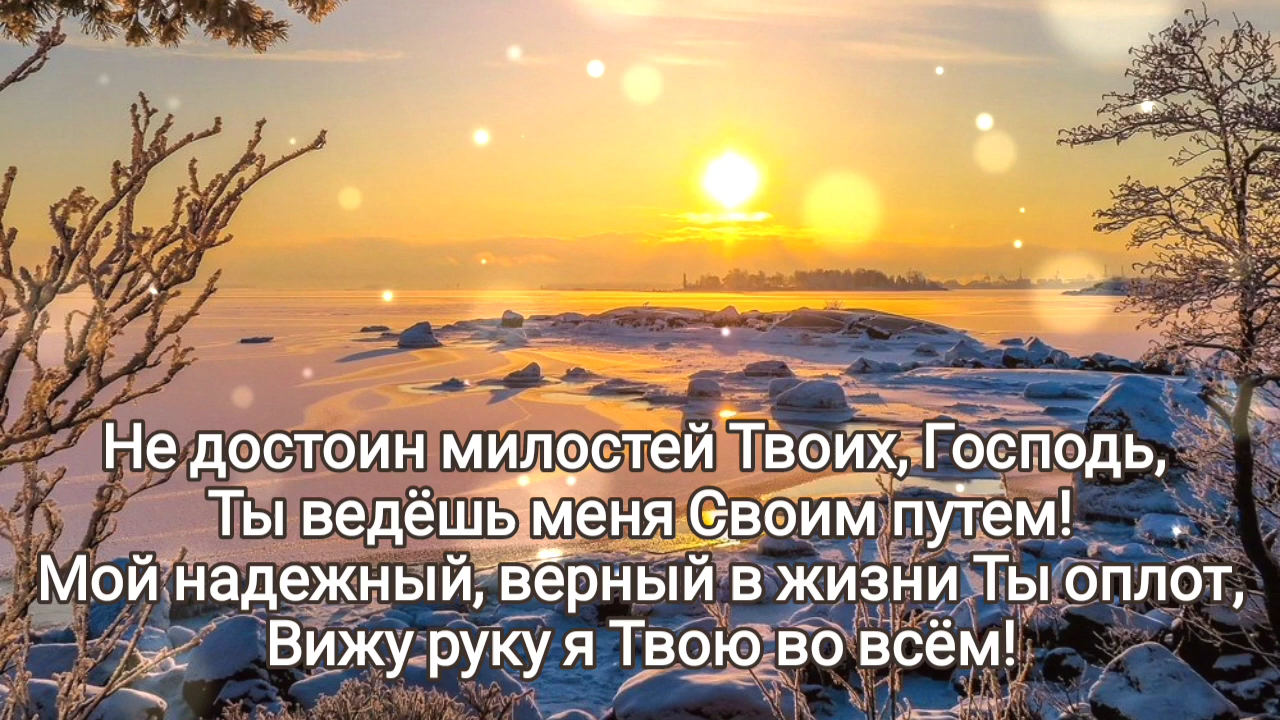 Не достоин милостей Твоих, Господь,
Ты ведёшь меня Своим путем!
Мой надежный, верный в жизни Ты оплот,
Вижу руку я Твою во всём!